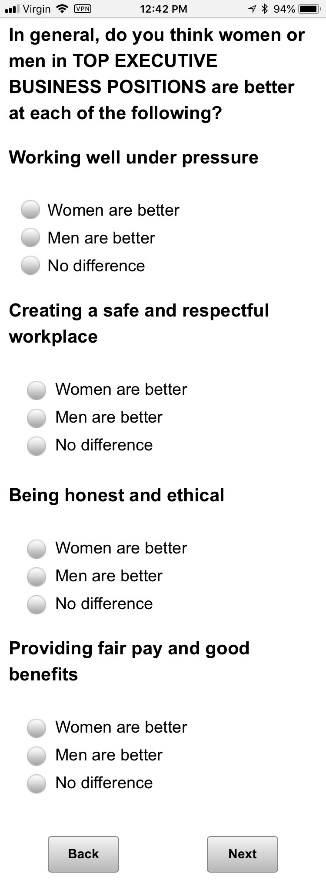 Virgin VPN 12:42 PM 94%
In general, do you think women or
men in TOP EXECUTIVE
BUSINESS POSITIONS are better
at each of the following?
Working well under pressure
Women are better
Men are better
No difference
Creating a safe and respectful
workplace
Women are better
Men are better
No difference
Being honest and ethical
Women are better
Men are better
No difference
Providing fair pay and good
benefits
Women are better
Men are better
No difference
Back Next